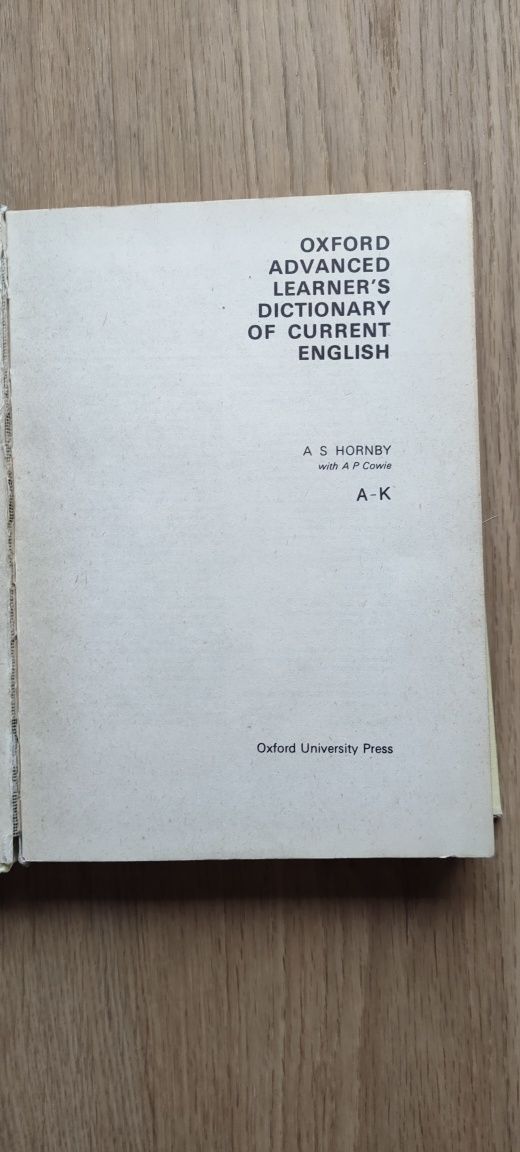 OXFORD
ADVANCED
LEARNER'S
DICTIONARY
OF CURRENT
ENGLISH
A S HORNBY
with A P Cowie
A-K
Oxford University Press